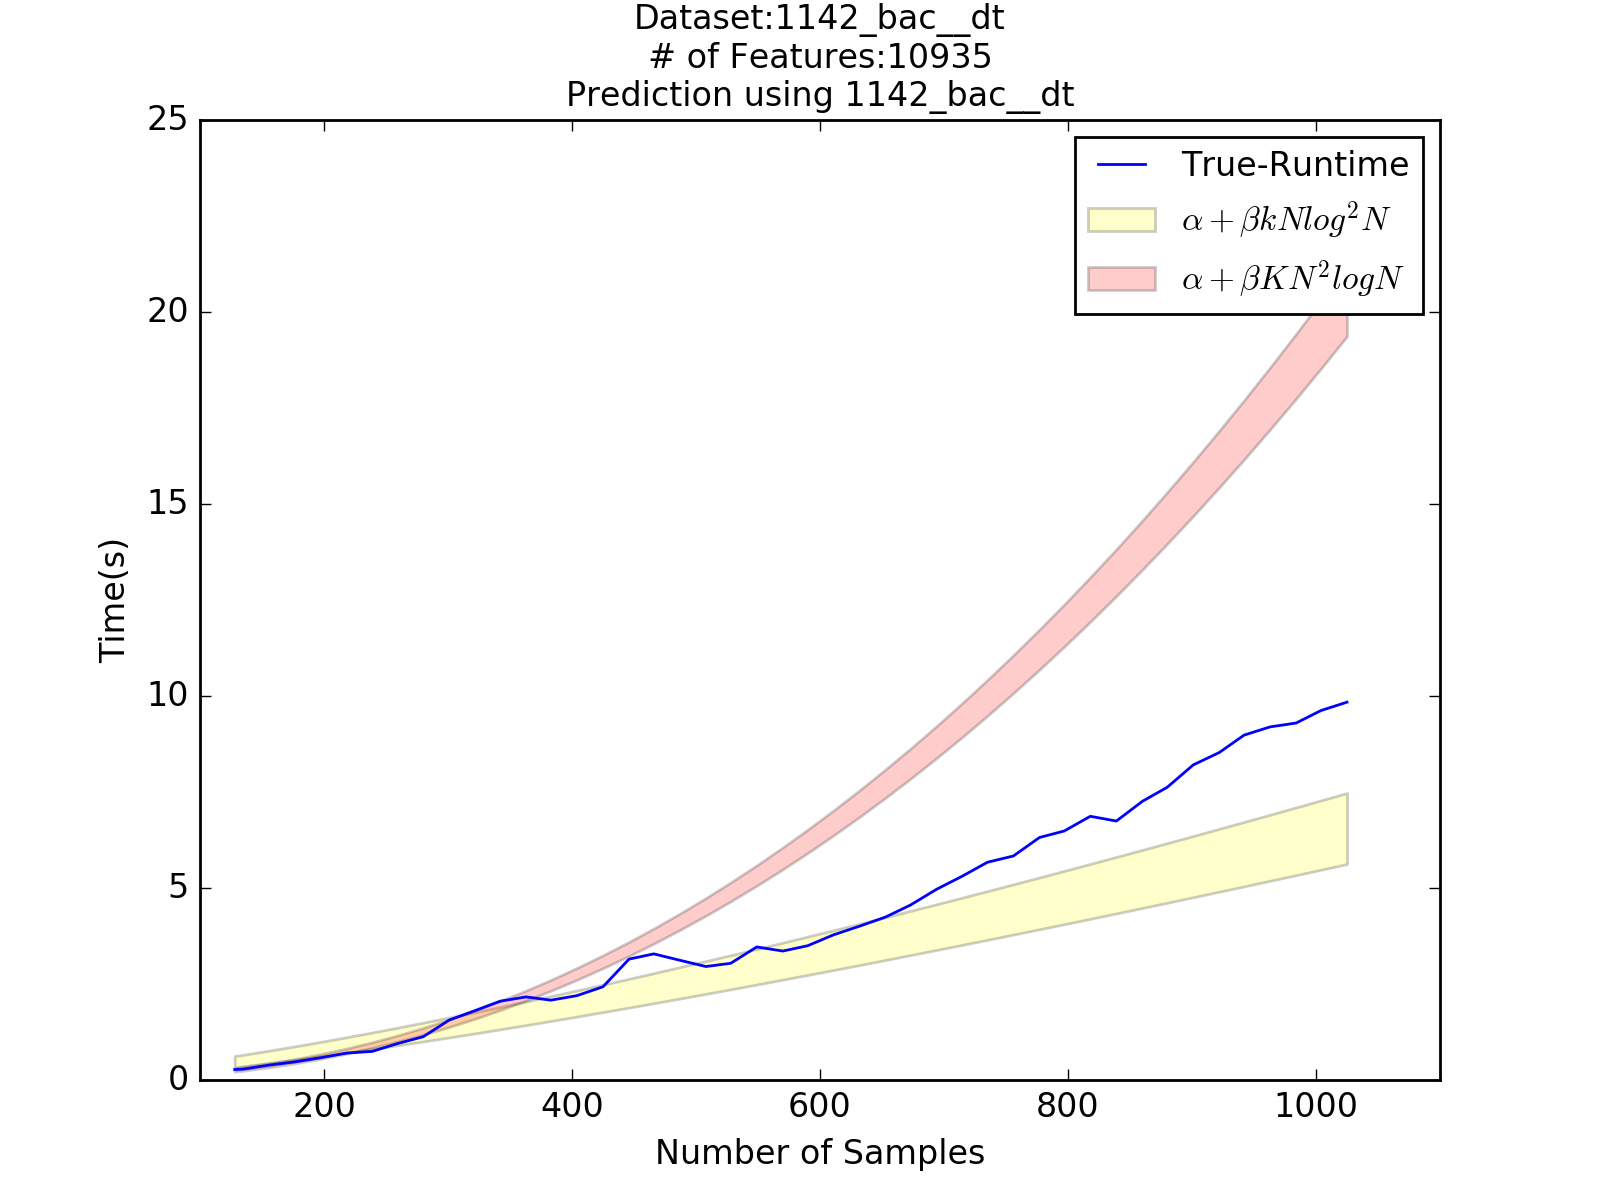 Dataset:1142_bac__dt
# of Features:10935
Prediction using 1142_bac__dt
25
20
15
10
5
0
Time(s)
True-Runtime
α + βkNlog²N
α + βKN²logN
200 400 600 800 1000
Number of Samples